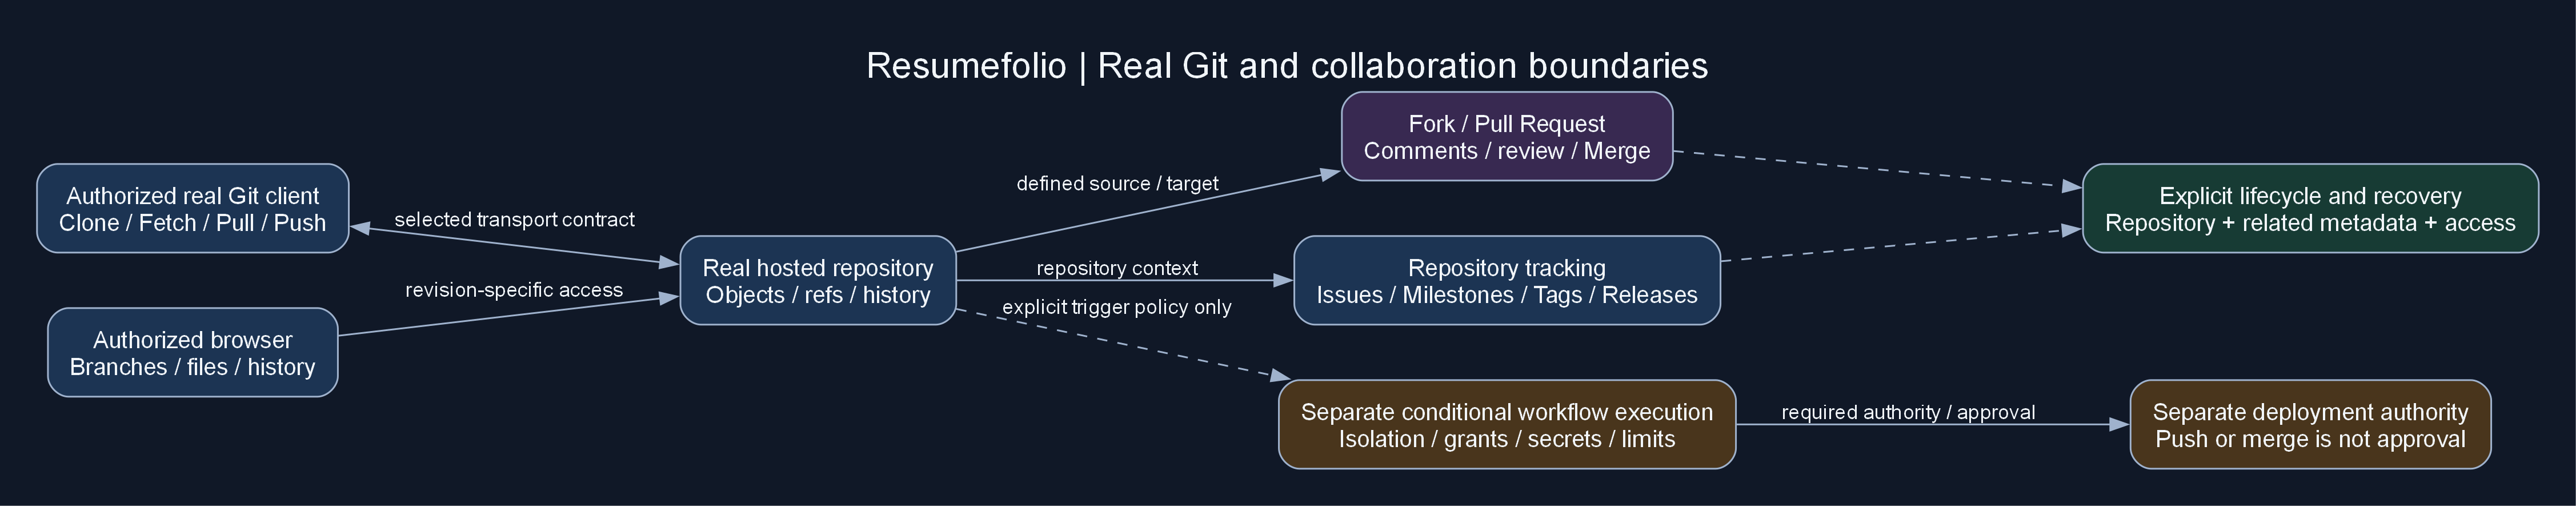 Resumefolio | Real Git and collaboration boundaries
Authorized real Git client
Clone / Fetch / Pull / Push
selected transport contract
Authorized browser
Branches / files / history
revision-specific access
Real hosted repository
Objects / refs / history
defined source / target
Fork / Pull Request
Comments / review / Merge
repository context
Repository tracking
Issues / Milestones / Tags / Releases
explicit trigger policy only
Separate conditional workflow execution
Isolation / grants / secrets / limits
Explicit lifecycle and recovery
Repository + related metadata + access
required authority / approval
Separate deployment authority
Push or merge is not approval